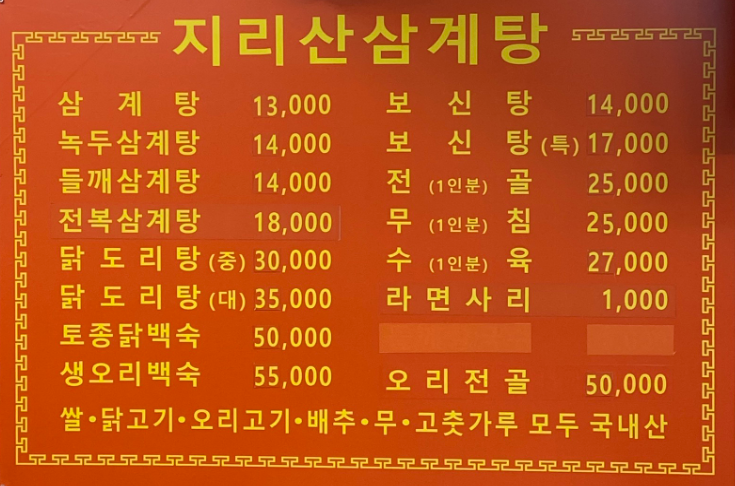 지리산삼계탕
삼 계 탕 13,000
녹두삼계탕 14,000
들깨삼계탕 14,000
전복삼계탕 18,000
닭 도 리 탕 (중) 30,000
닭 도 리 탕 (대) 35,000
토종닭백숙 50,000
생오리백숙 55,000
보 신 탕 14,000
보 신 탕 (특) 17,000
전 (1인분) 골 25,000
무 (1인분) 침 25,000
수 (1인분) 육 27,000
라 면 사 리 1,000
오 리 전 골 50,000
쌀•닭고기•오리고기•배추•무•고춧가루 모두 국내산